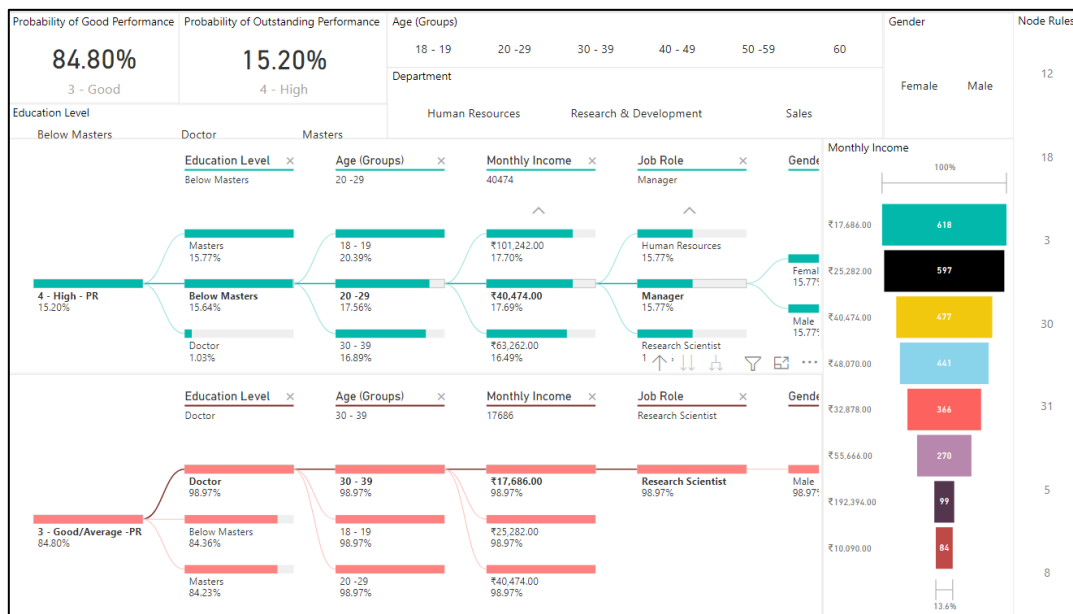 Probability of Good Performance
84.80%
3 - Good
Probability of Outstanding Performance
15.20%
4 - High
Age (Groups)
18 - 19 20 -29 30 - 39 40 - 49 50 -59 60
Department
Human Resources Research & Development Sales
Gender
Female Male
Node Rules
12
18
3
30
31
5
8
Education Level
Below Masters Doctor Masters
Education Level × Age (Groups) × Monthly Income × Job Role × Gende
Below Masters 20 -29 40474 Manager
Masters 18 - 19 ₹101,242.00 Human Resources
15.77% 20.39% 17.70% 15.77%
Femal
15.77%
4 - High - PR Below Masters 20 -29 ₹40,474.00 Manager
15.20% 15.64% 17.56% 17.69% 15.77%
Male
15.77%
Doctor 30 - 39 ₹63,262.00 Research Scientist
1.03% 16.89% 16.49% 1
Education Level × Age (Groups) × Monthly Income × Job Role × Gende
Doctor 30 - 39 17686 Research Scientist
Doctor 30 - 39 ₹17,686.00 Research Scientist Male
98.97% 98.97% 98.97% 98.97% 98.97%
3 - Good/Average -PR Below Masters 18 - 19 ₹25,282.00
84.80% 84.36% 98.97% 98.97%
Masters 20 -29 ₹40,474.00
84.23% 98.97% 98.97%
Monthly Income
100%
₹17,686.00 618
₹25,282.00 597
₹40,474.00 477
₹48,070.00 441
₹32,878.00 366
₹55,666.00 270
₹192,394.00 99
₹10,090.00 84
13.6%